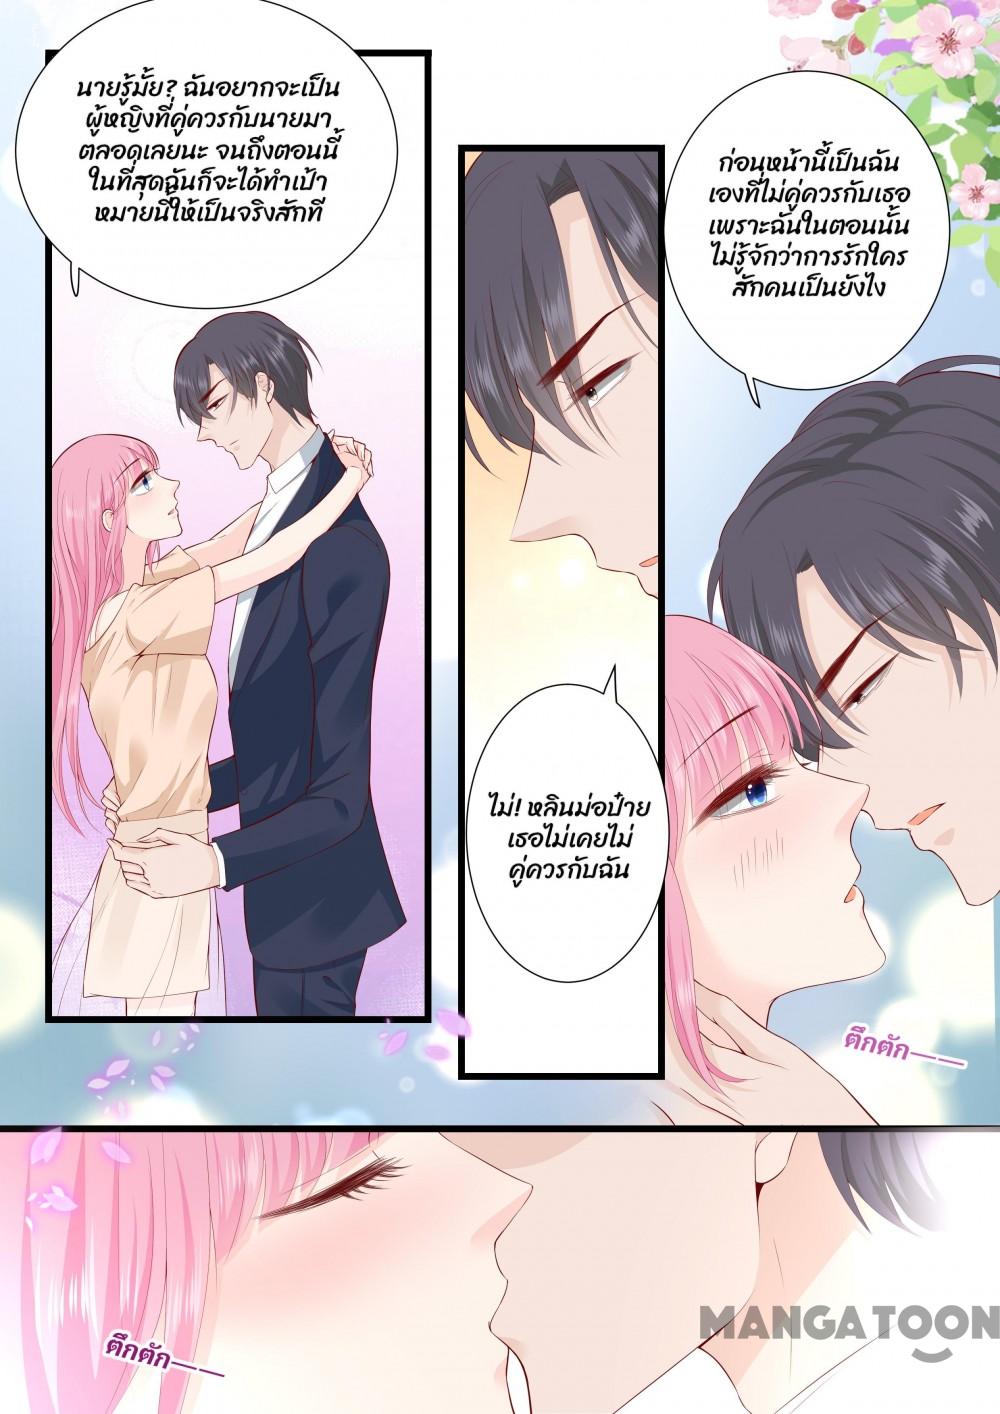 นายรู้มั้ย? ฉันอยากจะเป็น
ผู้หญิงที่คู่ควรกับนายมา
ตลอดเลยนะ จนถึงตอนนี้
ในที่สุดฉันก็จะได้ทำเป้า
หมายนี้ให้เป็นจริงสักที
ไม่! หลินม่อป๋าย
เธอไม่เคยไม่
คู่ควรกับฉัน
ก่อนหน้านี้เป็นฉัน
เองที่ไม่คู่ควรกับเธอ
เพราะฉันในตอนนั้น
ไม่รู้จักว่าการรักใคร
สักคนเป็นยังไง
ตึกตัก——
ตึกตัก——
MANGATOON